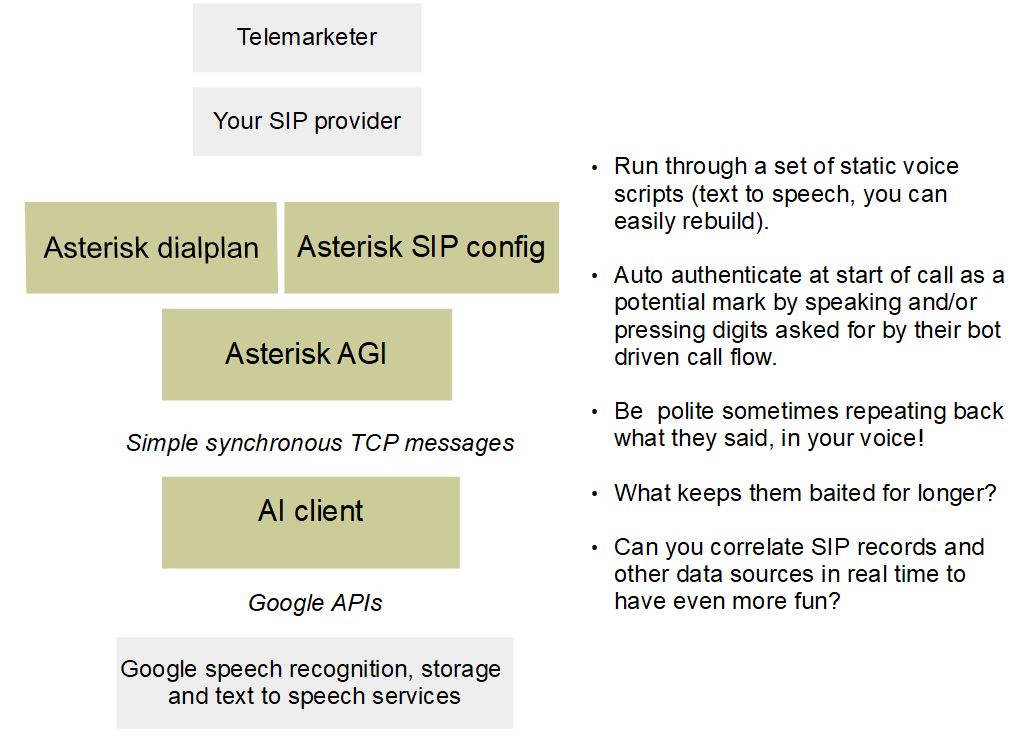 Telemarketer
Your SIP provider
Asterisk dialplan
Asterisk SIP config
Asterisk AGI
Simple synchronous TCP messages
AI client
Google APIs
Google speech recognition, storage
and text to speech services
• Run through a set of static voice
scripts (text to speech, you can
easily rebuild).
• Auto authenticate at start of call as a
potential mark by speaking and/or
pressing digits asked for by their bot
driven call flow.
• Be  polite sometimes repeating back
what they said, in your voice!
• What keeps them baited for longer?
• Can you correlate SIP records and
other data sources in real time to
have even more fun?